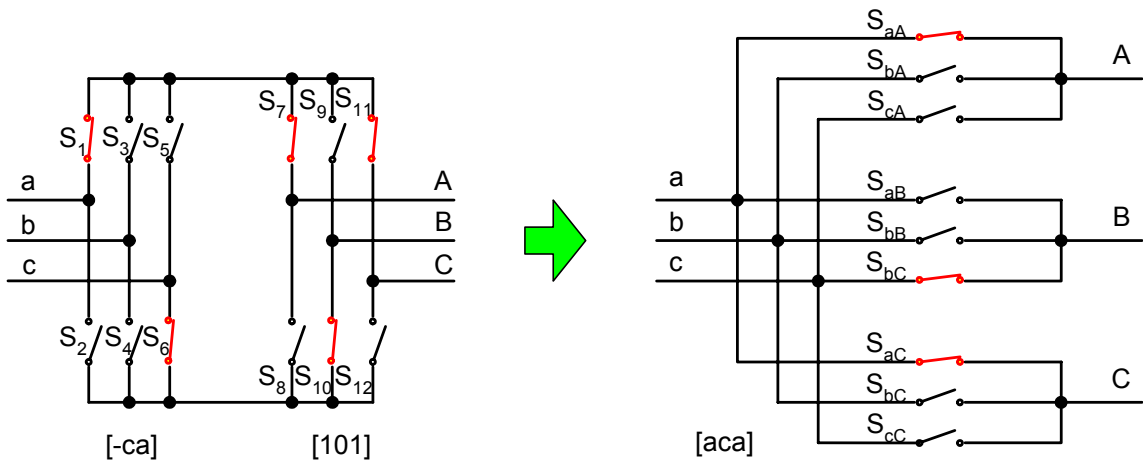 S1 S3 S5
S7 S9 S11
a
b
c
A
B
C
S2 S4 S6
S8 S10 S12
[-ca]
[101]
SaA
SbA
ScA
A
a
b
c
SaB
SbB
SbC
B
SaC
SbC
ScC
C
[aca]